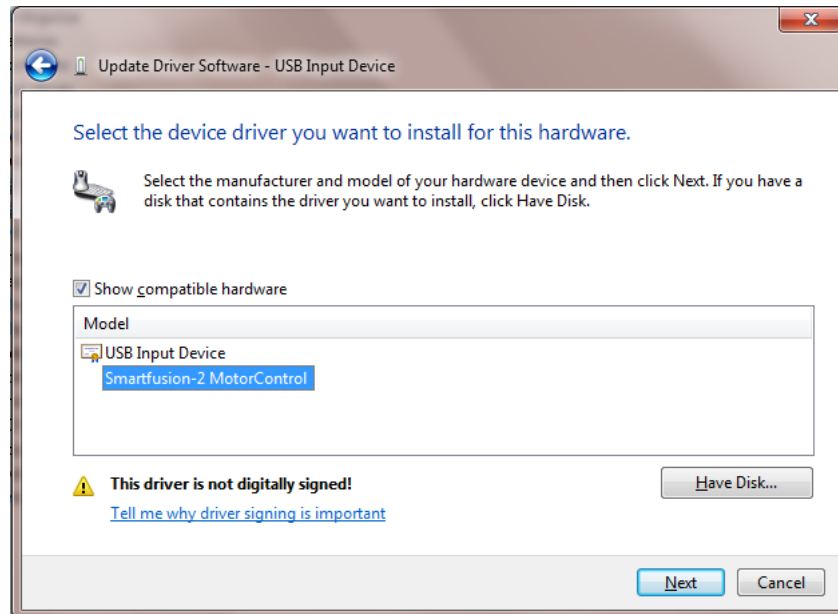 Update Driver Software - USB Input Device
Select the device driver you want to install for this hardware.
Select the manufacturer and model of your hardware device and then click Next. If you have a
disk that contains the driver you want to install, click Have Disk.
Show compatible hardware
Model
USB Input Device
Smartfusion-2 MotorControl
This driver is not digitally signed!
Have Disk...
Tell me why driver signing is important
Next
Cancel